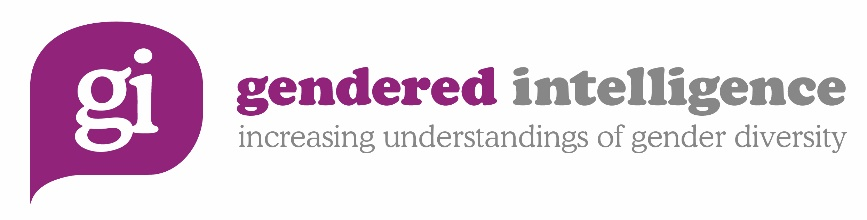 gi
gendered intelligence
increasing understandings of gender diversity